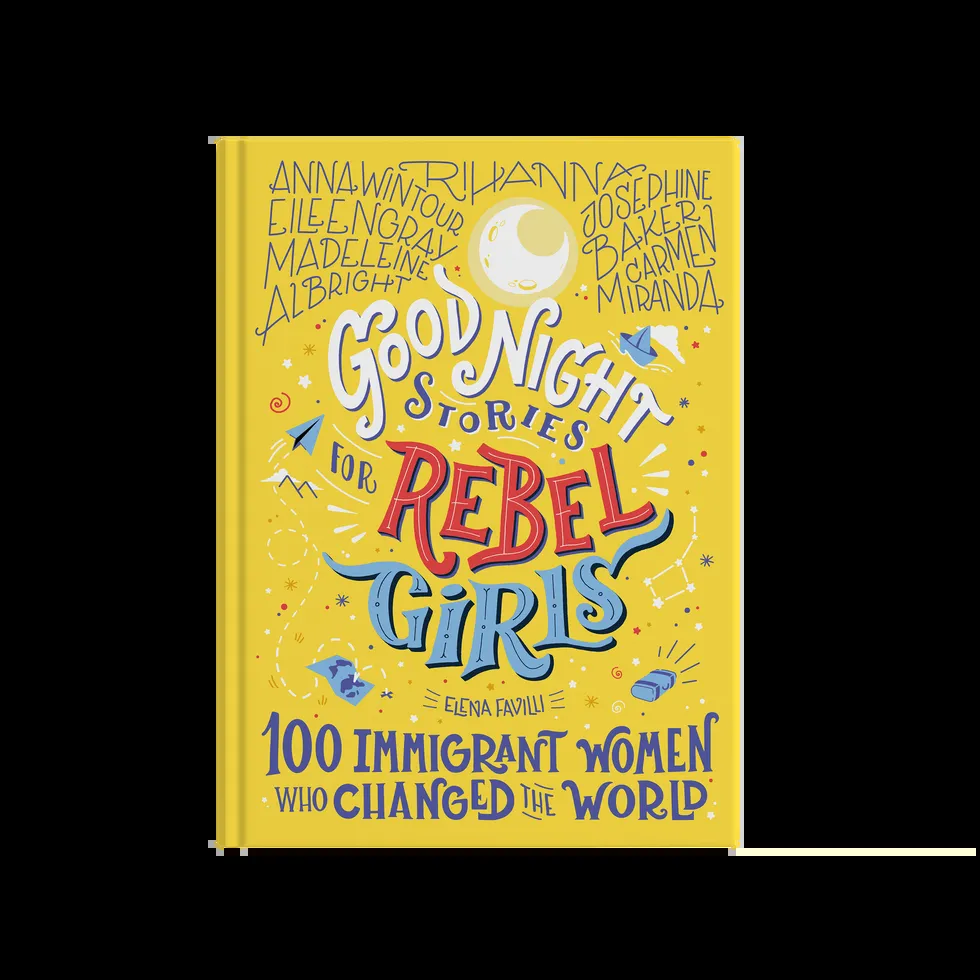 ANNA WINTOUR
EILEEN GRAY
MADELEINE
ALBRIGHT
RIHANNA
JOSEPHINE
BAKER
CARMEN
MIRANDA
GOOD NIGHT
STORIES
FOR REBEL
GIRLS
ELENA FAVILLI
100 IMMIGRANT WOMEN
WHO CHANGED THE WORLD